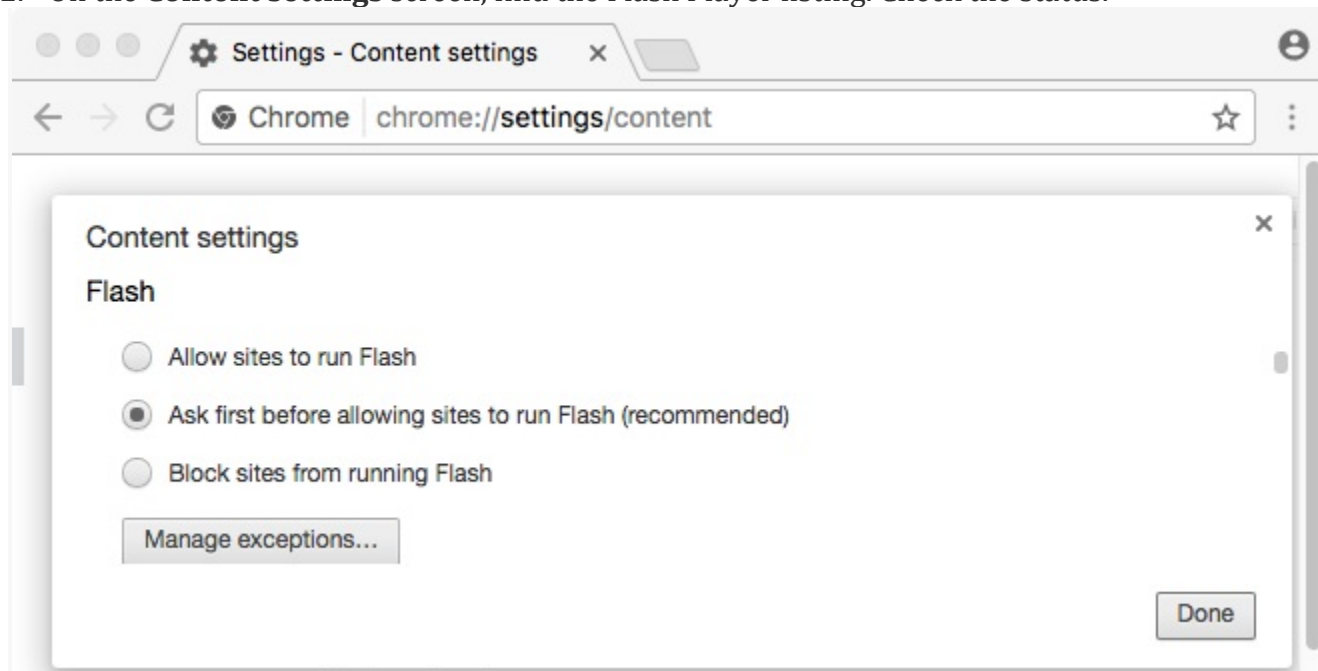 2. On the Content Settings screen, find the Flash Player listing. Check the status.
Settings - Content settings
Chrome chrome://settings/content
Content settings
Flash
Allow sites to run Flash
Ask first before allowing sites to run Flash (recommended)
Block sites from running Flash
Manage exceptions...
Done